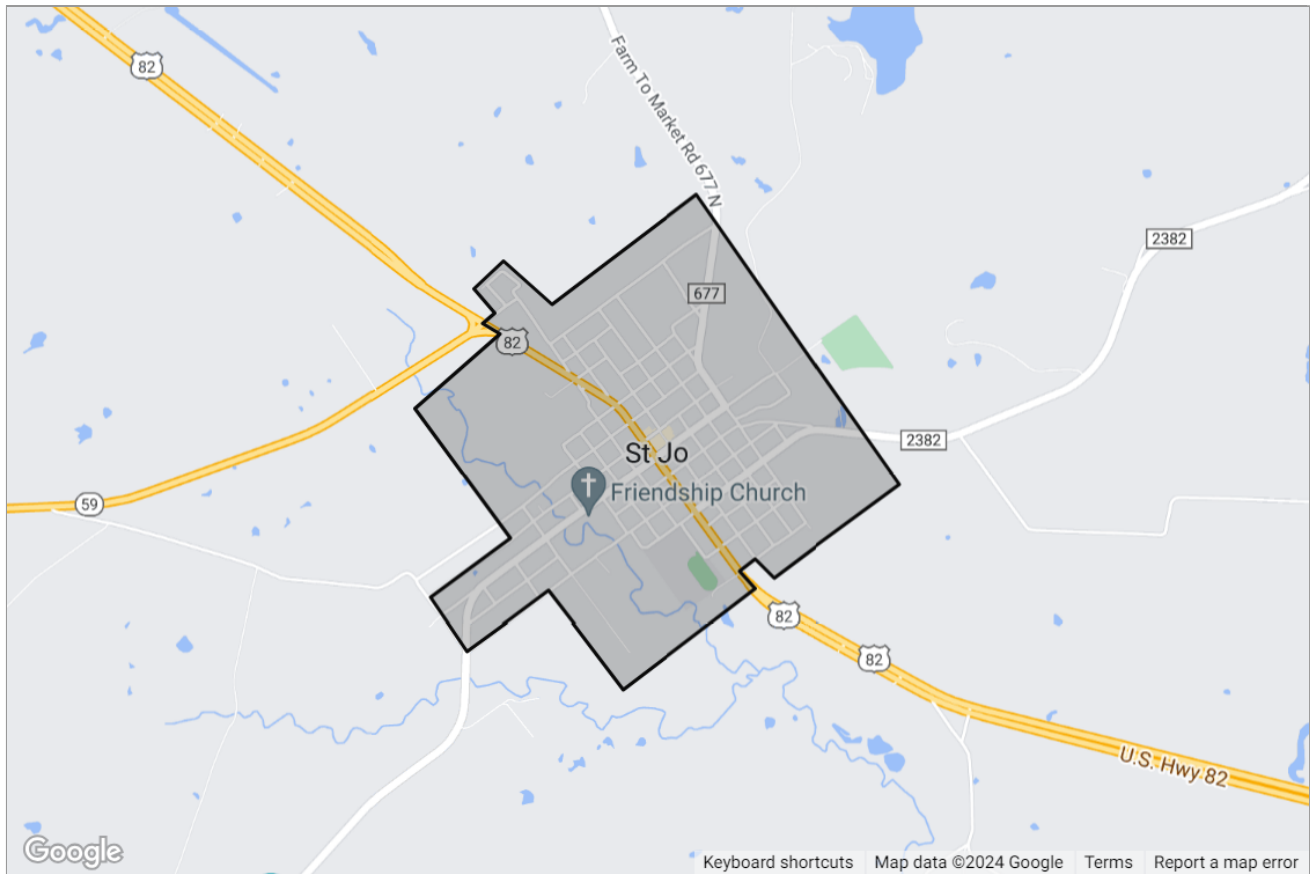 82
Farm To Market Rd 677 N
2382
677
82
2382
St Jo
Friendship Church
59
82
82
U.S. Hwy 82
Google
Keyboard shortcuts
Map data ©2024 Google
Terms
Report a map error